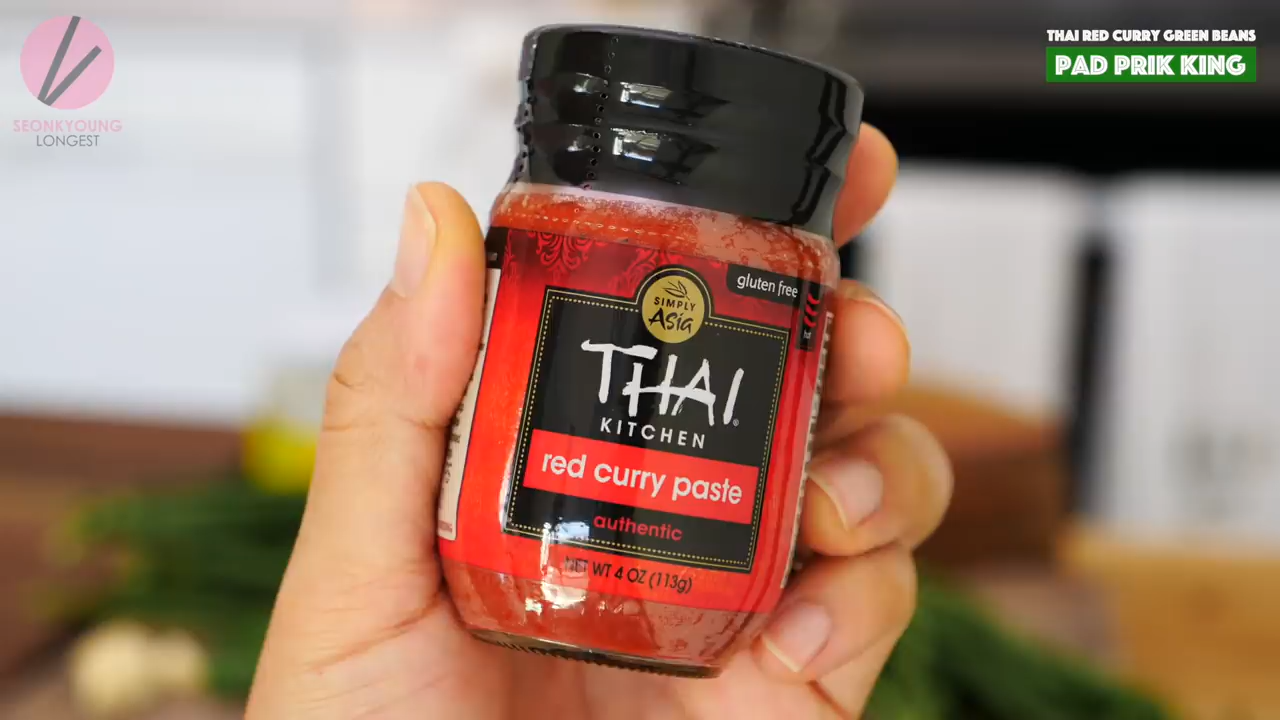 SEONKYOUNG
LONGEST
THAI RED CURRY GREEN BEANS
PAD PRIK KING
gluten free
hot
SIMPLY
Asia
THAI
KITCHEN
red curry paste
authentic
NET WT 4 OZ (113g)